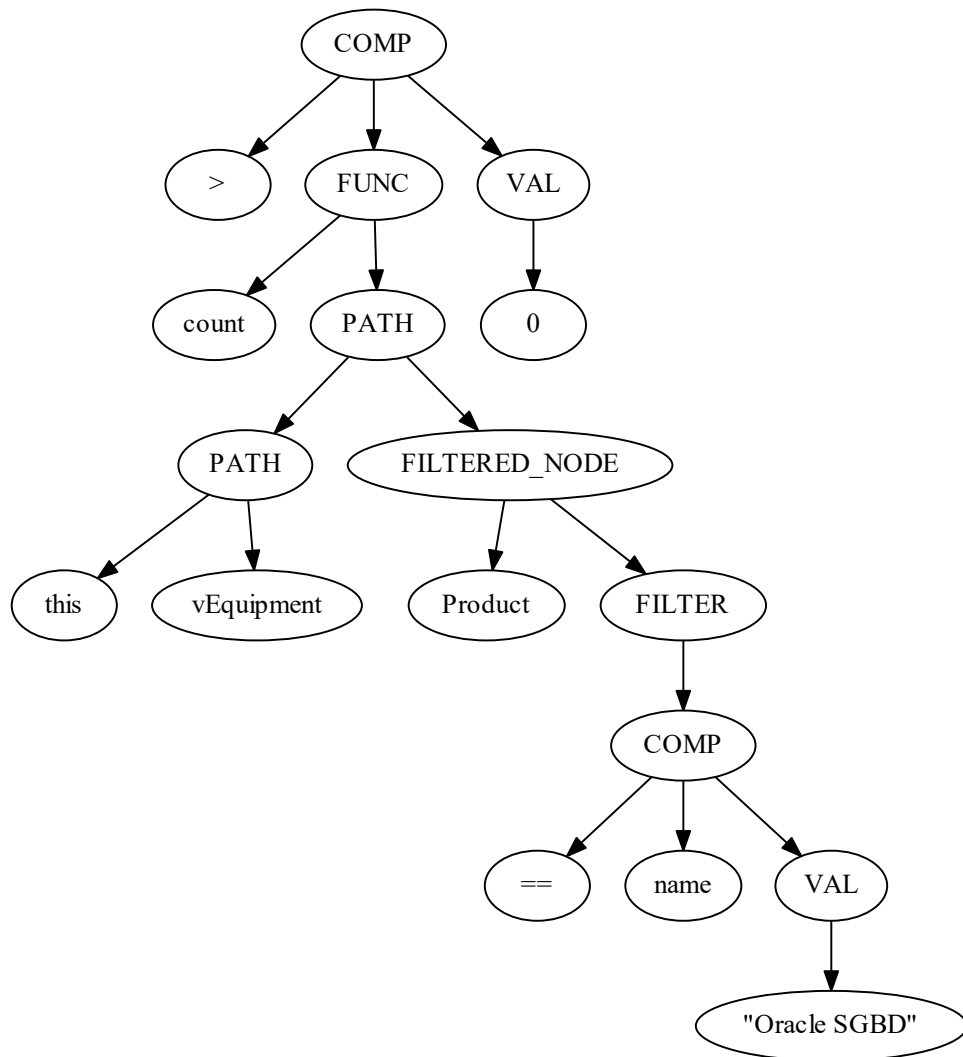 COMP
>
FUNC
VAL
count
PATH
0
PATH
FILTERED_NODE
this
vEquipment
Product
FILTER
COMP
==
name
VAL
"Oracle SGBD"